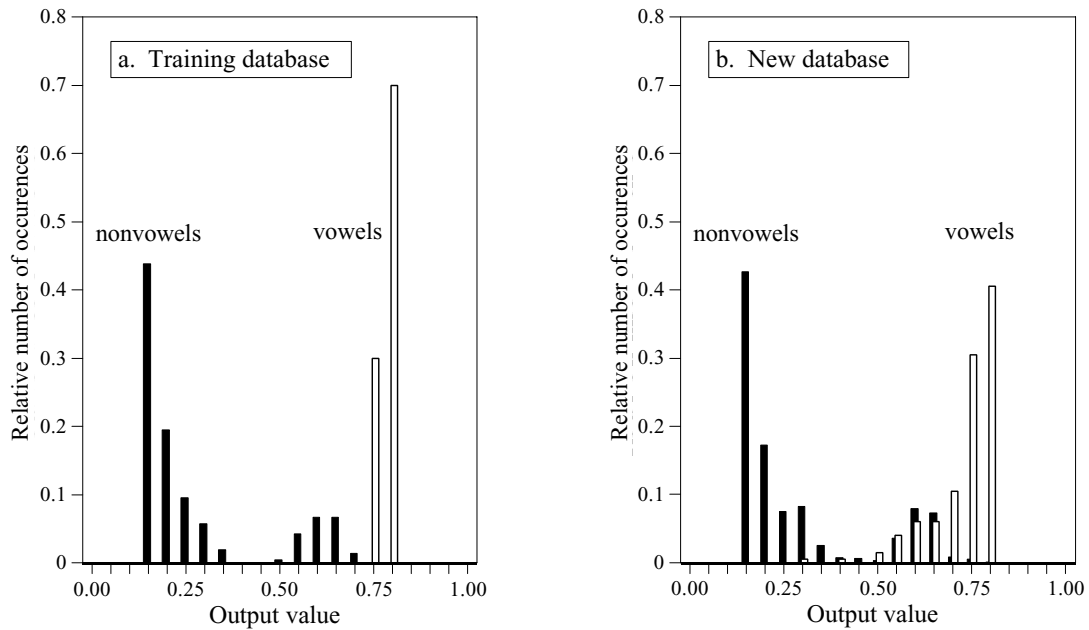 a. Training database
0.8
0.7
0.6
0.5
0.4
0.3
0.2
0.1
0
Relative number of occurences
nonvowels
vowels
0.00
0.25
0.50
0.75
1.00
Output value
b. New database
0.8
0.7
0.6
0.5
0.4
0.3
0.2
0.1
0
Relative number of occurences
nonvowels
vowels
0.00
0.25
0.50
0.75
1.00
Output value